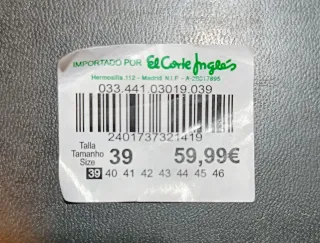 IMPORTADO POR El Corte Inglés
Hermosilla, 112 - Madrid N.I.F. - A-28017895
033.441.03019.039
2401737321419
Talla
Tamanho
Size
39
59,99€
39 40 41 42 43 44 45 46